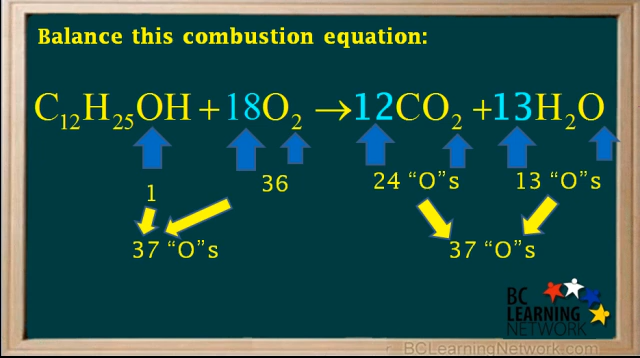 Balance this combustion equation:
C₁₂H₂₅OH + 18O₂ →12CO₂ +13H₂O
1
36
24 “O”s
13 “O”s
37 “O”s
37 “O”s
BC
LEARNING
NETWORK
BCLearningNetwork.com